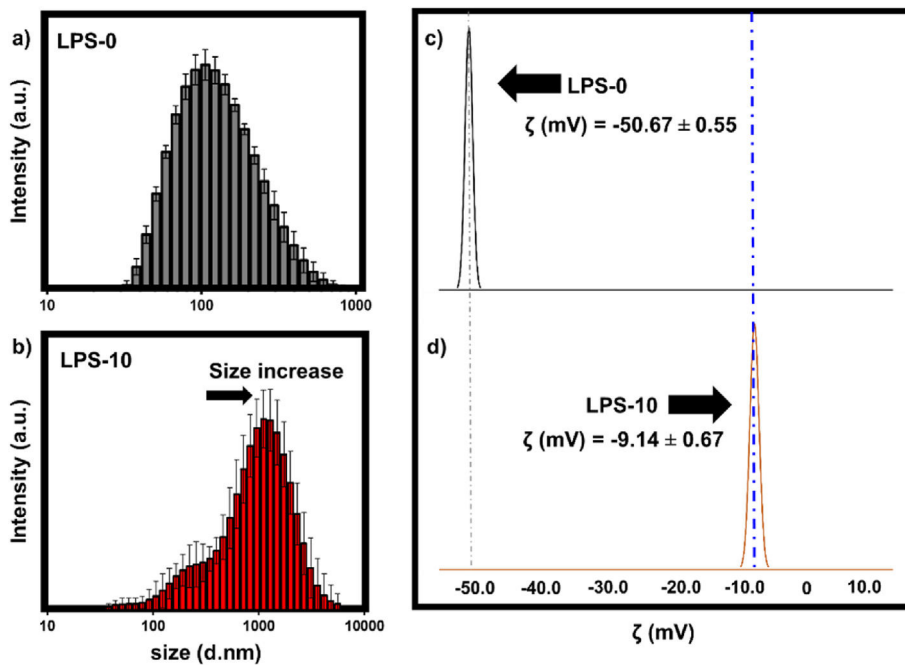 a)
LPS-0
Intensity (a.u.)
10
100
1000
b)
LPS-10
Size increase
Intensity (a.u.)
10
100
1000
10000
size (d.nm)
c)
LPS-0
ζ (mV) = -50.67 ± 0.55
d)
LPS-10
ζ (mV) = -9.14 ± 0.67
-50.0 -40.0 -30.0 -20.0 -10.0 0 10.0
ζ (mV)